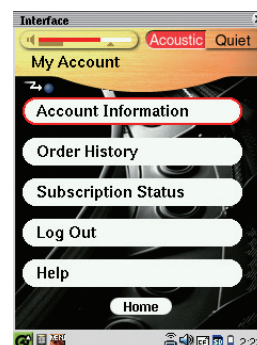 Interface
Acoustic Quiet
My Account
Account Information
Order History
Subscription Status
Log Out
Help
Home